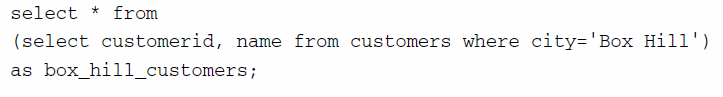 select * from
(select customerid, name from customers where city='Box Hill')
as box_hill_customers;